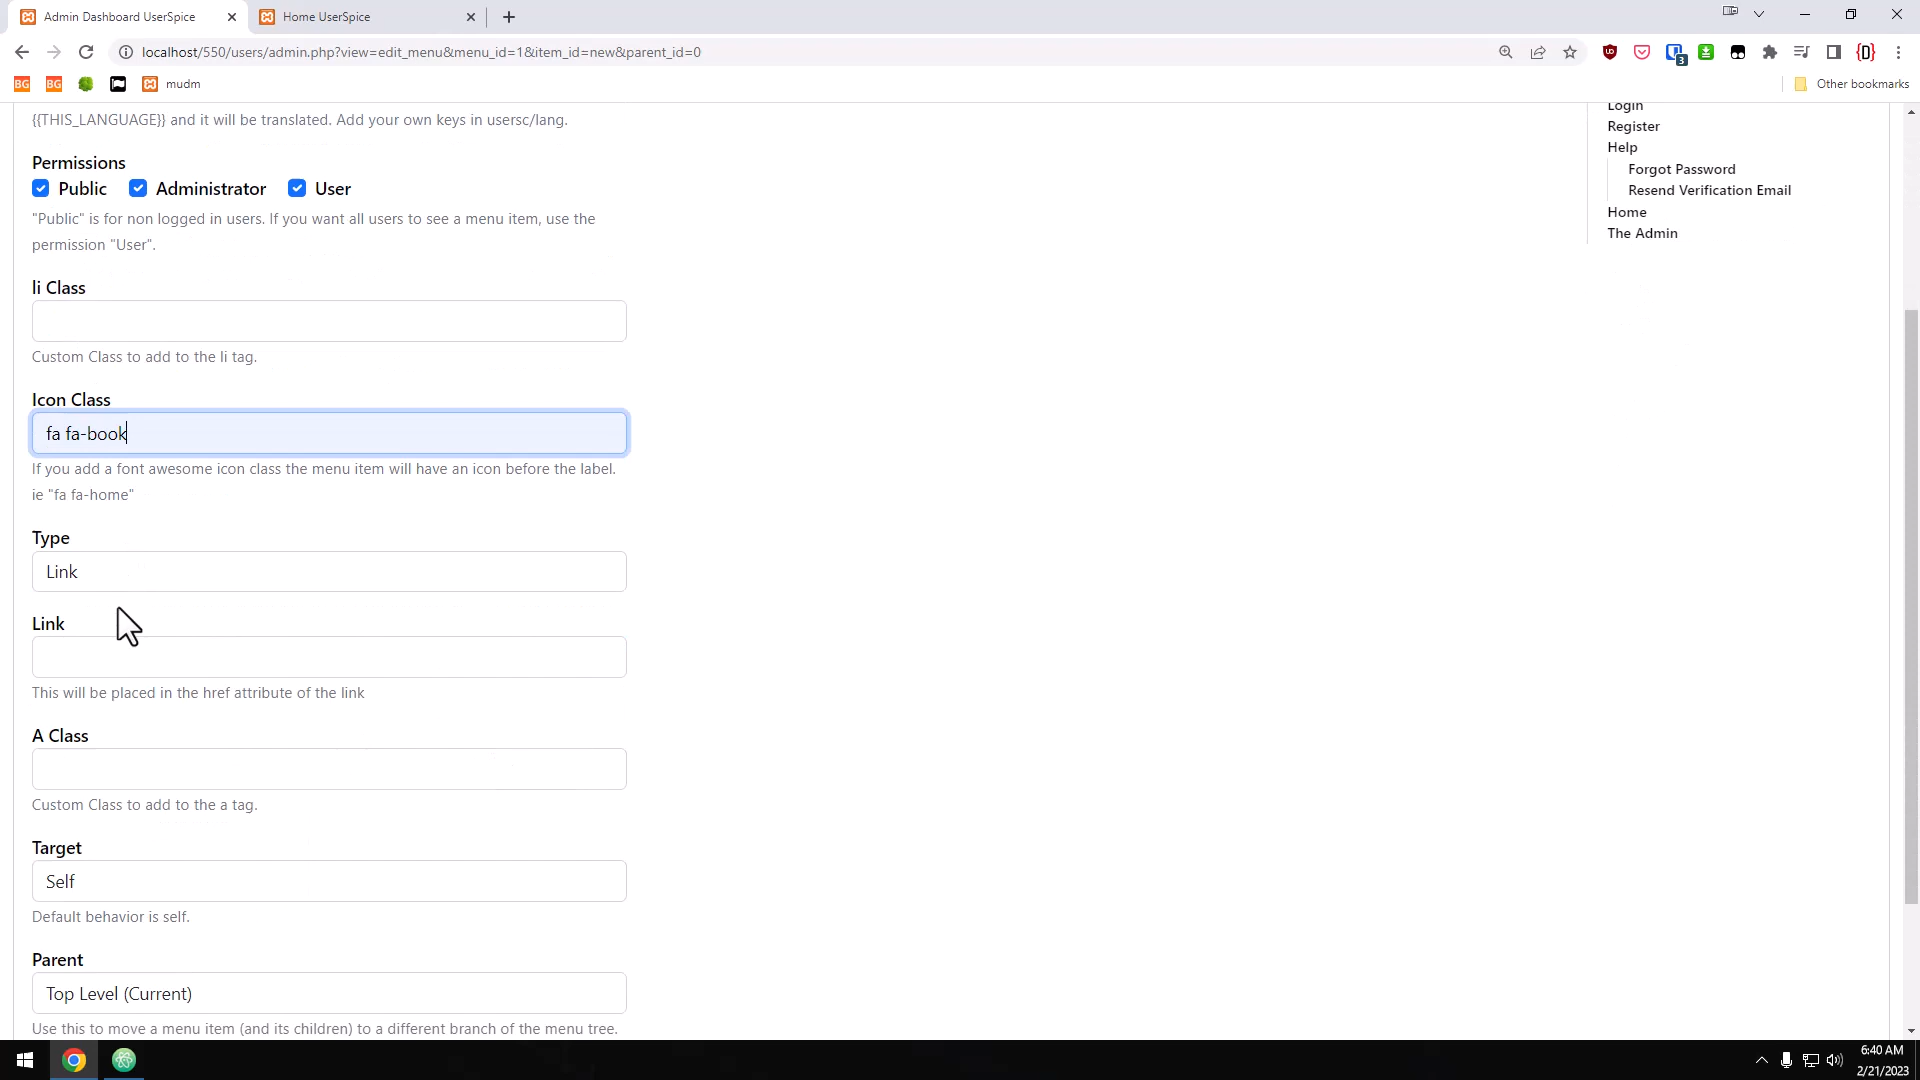 Admin Dashboard UserSpice
Home UserSpice
localhost/550/users/admin.php?view=edit_menu&menu_id=1&item_id=new&parent_id=0
3
{D}
BG
BG
mudm
Other bookmarks
{{THIS_LANGUAGE}} and it will be translated. Add your own keys in usersc/lang.
Permissions
Public
Administrator
User
"Public" is for non logged in users. If you want all users to see a menu item, use the
permission "User".
li Class
Custom Class to add to the li tag.
Icon Class
fa fa-book
If you add a font awesome icon class the menu item will have an icon before the label.
ie "fa fa-home"
Type
Link
Link
This will be placed in the href attribute of the link
A Class
Custom Class to add to the a tag.
Target
Self
Default behavior is self.
Parent
Top Level (Current)
Use this to move a menu item (and its children) to a different branch of the menu tree.
Login
Register
Help
Forgot Password
Resend Verification Email
Home
The Admin
6:40 AM
2/21/2023